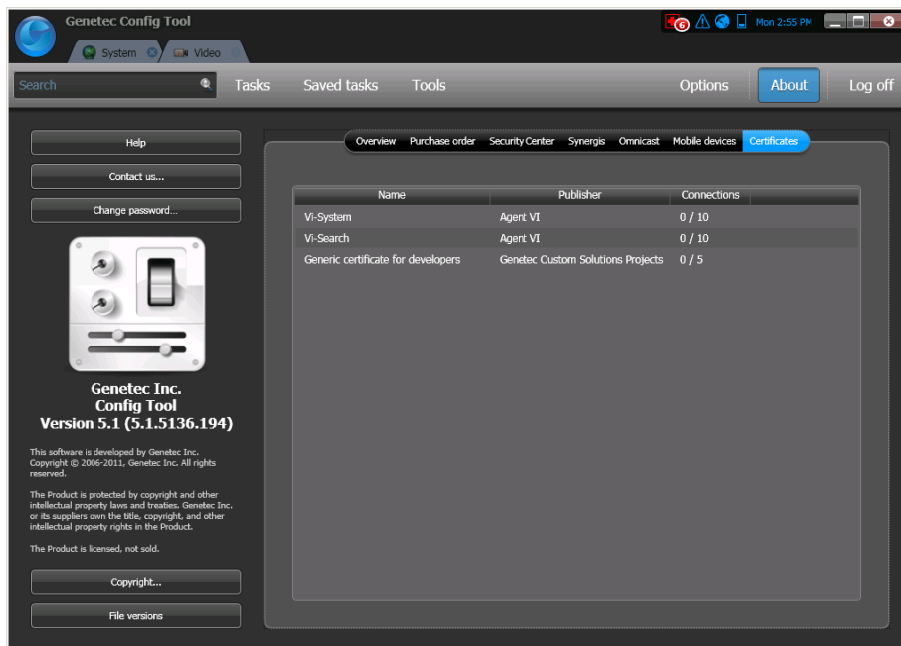 Genetec Config Tool
6
Mon 2:55 PM
System
Video
Search
Tasks
Saved tasks
Tools
Options
About
Log off
Help
Contact us...
Change password...
Genetec Inc.
Config Tool
Version 5.1 (5.1.5136.194)
This software is developed by Genetec Inc.
Copyright © 2006-2011, Genetec Inc. All rights
reserved.
The Product is protected by copyright and other
intellectual property laws and treaties. Genetec Inc.
or its suppliers own the title, copyright, and other
intellectual property rights in the Product.
The Product is licensed, not sold.
Copyright...
File versions
Overview Purchase order Security Center Synergis Omnicast Mobile devices Certificates
Name Publisher Connections
Vi-System Agent VI 0 / 10
Vi-Search Agent VI 0 / 10
Generic certificate for developers Genetec Custom Solutions Projects 0 / 5